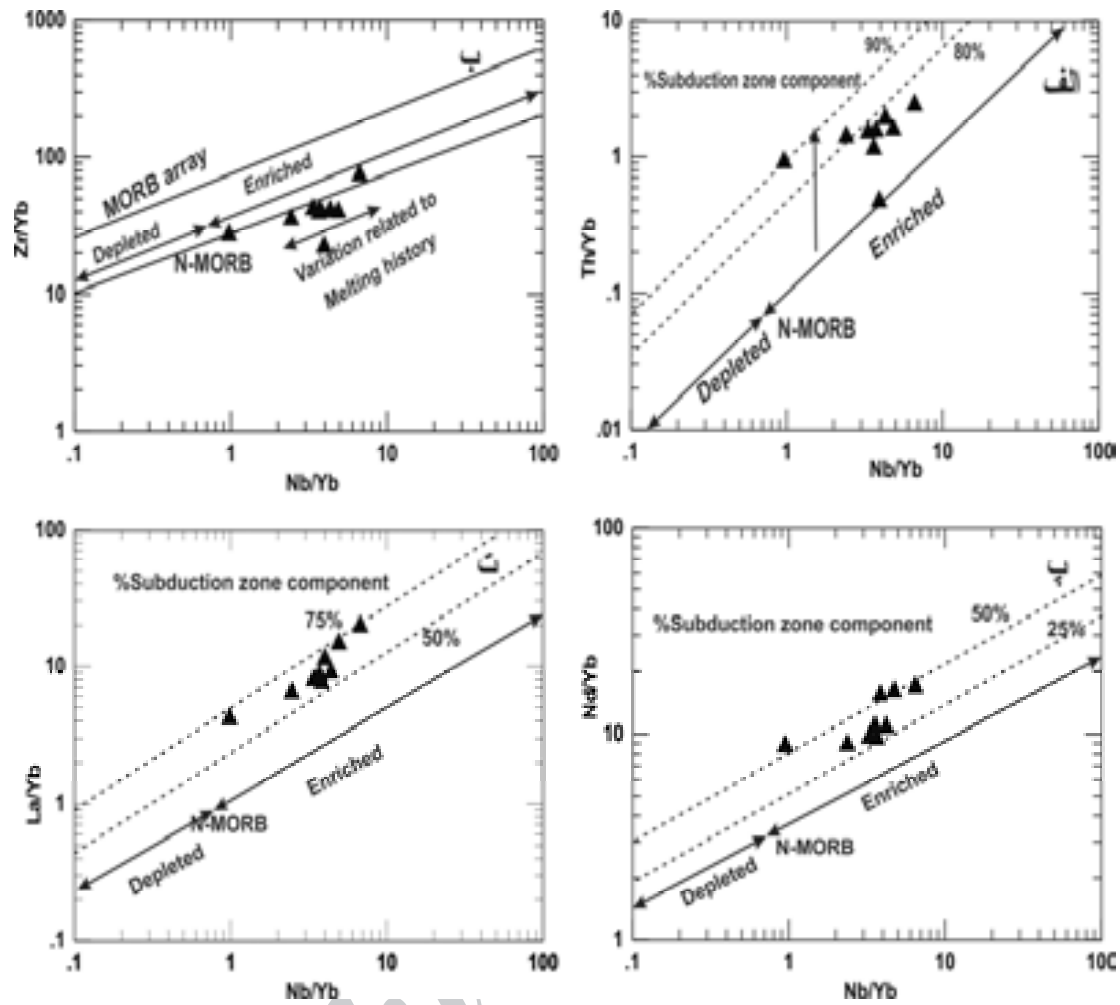 1000
100
10
1
Zr/Yb
.1
1
10
100
Nb/Yb
MORB array
Enriched
Depleted
N-MORB
Variation related to
Melting history
ب
10
1
.1
.01
Th/Yb
.1
1
10
100
Nb/Yb
90%
80%
%Subduction zone component
Enriched
N-MORB
Depleted
الف
100
10
1
.1
La/Yb
.1
1
10
100
Nb/Yb
%Subduction zone component
75%
50%
Enriched
N-MORB
Depleted
100
10
1
Nd/Yb
.1
1
10
100
Nb/Yb
%Subduction zone component
50%
25%
Enriched
N-MORB
Depleted